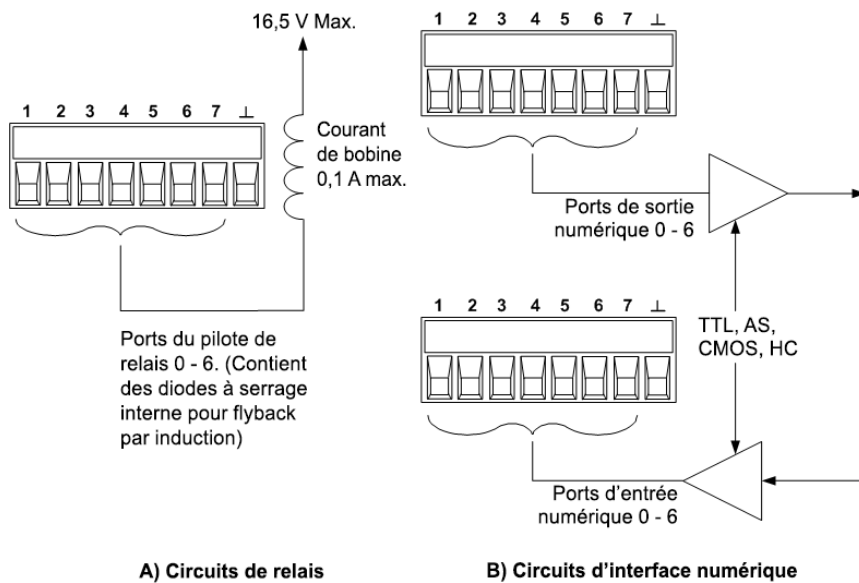 16,5 V Max.
1 2 3 4 5 6 7 ⊥
Courant
de bobine
0,1 A max.
Ports du pilote de
relais 0 - 6. (Contient
des diodes à serrage
interne pour flyback
par induction)
A) Circuits de relais
1 2 3 4 5 6 7 ⊥
Ports de sortie
numérique 0 - 6
TTL, AS,
CMOS, HC
1 2 3 4 5 6 7 ⊥
Ports d'entrée
numérique 0 - 6
B) Circuits d'interface numérique